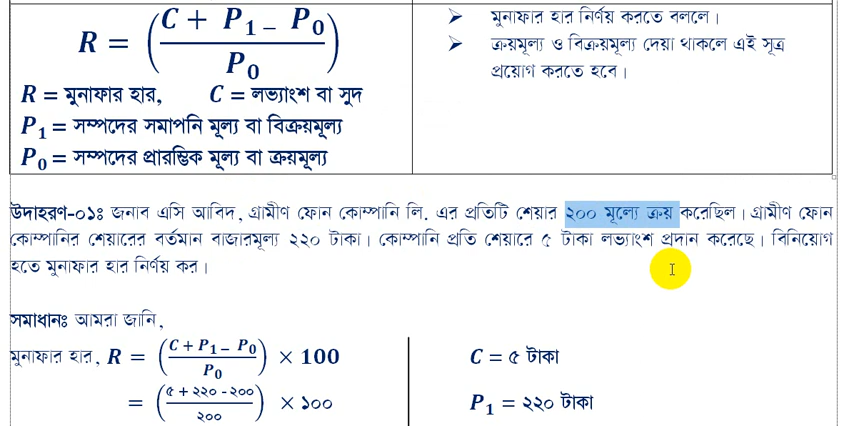 R = (C + P₁ − P₀ / P₀)
➤ মুনাফার হার নির্ণয় করতে বললে।
➤ ক্রয়মূল্য ও বিক্রয়মূল্য দেয়া থাকলে এই সূত্র
প্রয়োগ করতে হবে।
R = মুনাফার হার, C = লভ্যাংশ বা সুদ
P₁ = সম্পদের সমাপনি মূল্য বা বিক্রয়মূল্য
P₀ = সম্পদের প্রারম্ভিক মূল্য বা ক্রয়মূল্য
উদাহরণ-০১ঃ জনাব এসি আবিদ, গ্রামীণ ফোন কোম্পানি লি. এর প্রতিটি শেয়ার ২০০ মূল্যে ক্রয় করেছিল। গ্রামীণ ফোন
কোম্পানির শেয়ারের বর্তমান বাজারমূল্য ২২০ টাকা। কোম্পানি প্রতি শেয়ারে ৫ টাকা লভ্যাংশ প্রদান করেছে। বিনিয়োগ
হতে মুনাফার হার নির্ণয় কর।
সমাধানঃ আমরা জানি,
মুনাফার হার, R = (C + P₁ − P₀ / P₀) × 100
= (৫ + ২২০ - ২০০ / ২০০) × ১০০
C = ৫ টাকা
P₁ = ২২০ টাকা